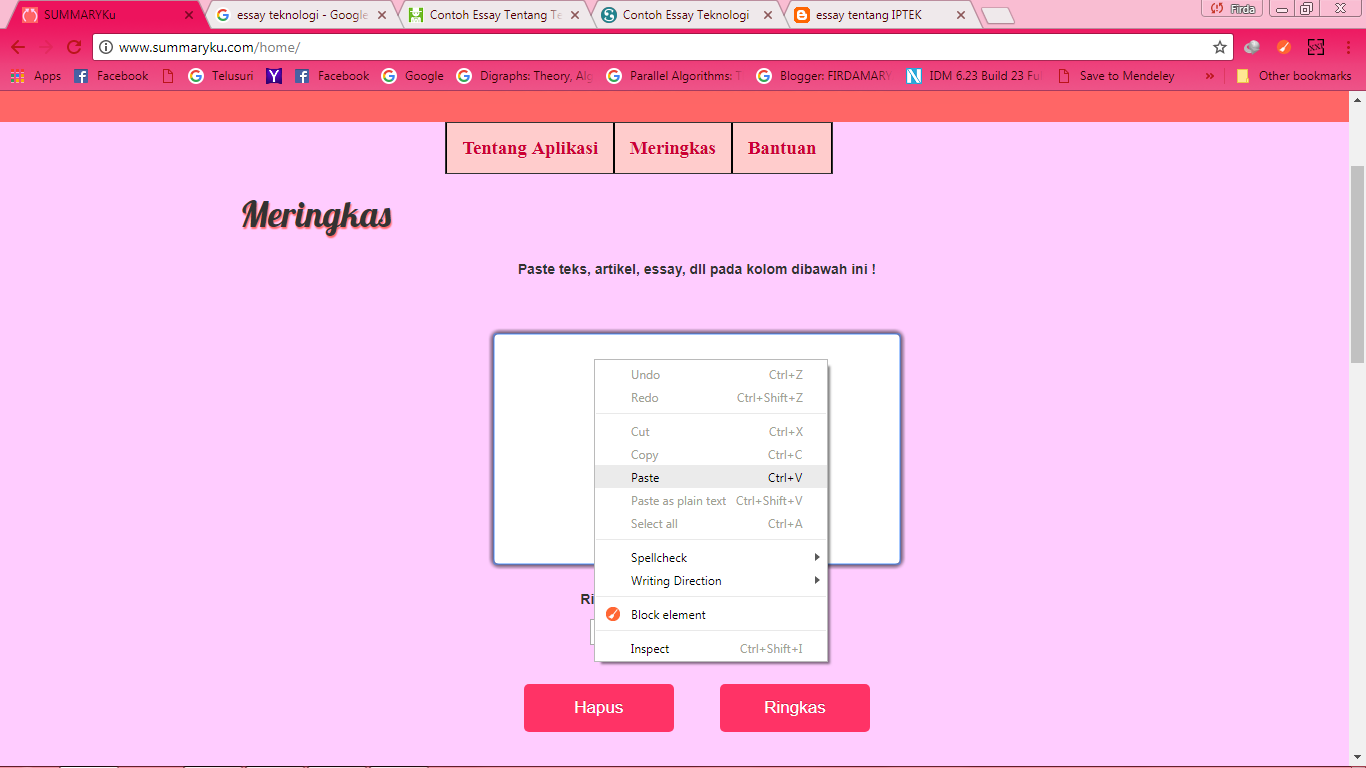 SUMMARYKu
essay teknologi - Google
Contoh Essay Tentang Te
Contoh Essay Teknologi
essay tentang IPTEK
Firda
www.summaryku.com/home/
Apps
Facebook
Telusuri
Facebook
Google
Digraphs: Theory, Alg
Parallel Algorithms: T
Blogger: FIRDAMARY
IDM 6.23 Build 23 Ful
Save to Mendeley
»
Other bookmarks
Tentang Aplikasi
Meringkas
Bantuan
Meringkas
Paste teks, artikel, essay, dll pada kolom dibawah ini !
Undo Ctrl+Z
Redo Ctrl+Shift+Z
Cut Ctrl+X
Copy Ctrl+C
Paste Ctrl+V
Paste as plain text Ctrl+Shift+V
Select all Ctrl+A
Spellcheck
Writing Direction
Ri
Block element
Inspect Ctrl+Shift+I
Hapus
Ringkas